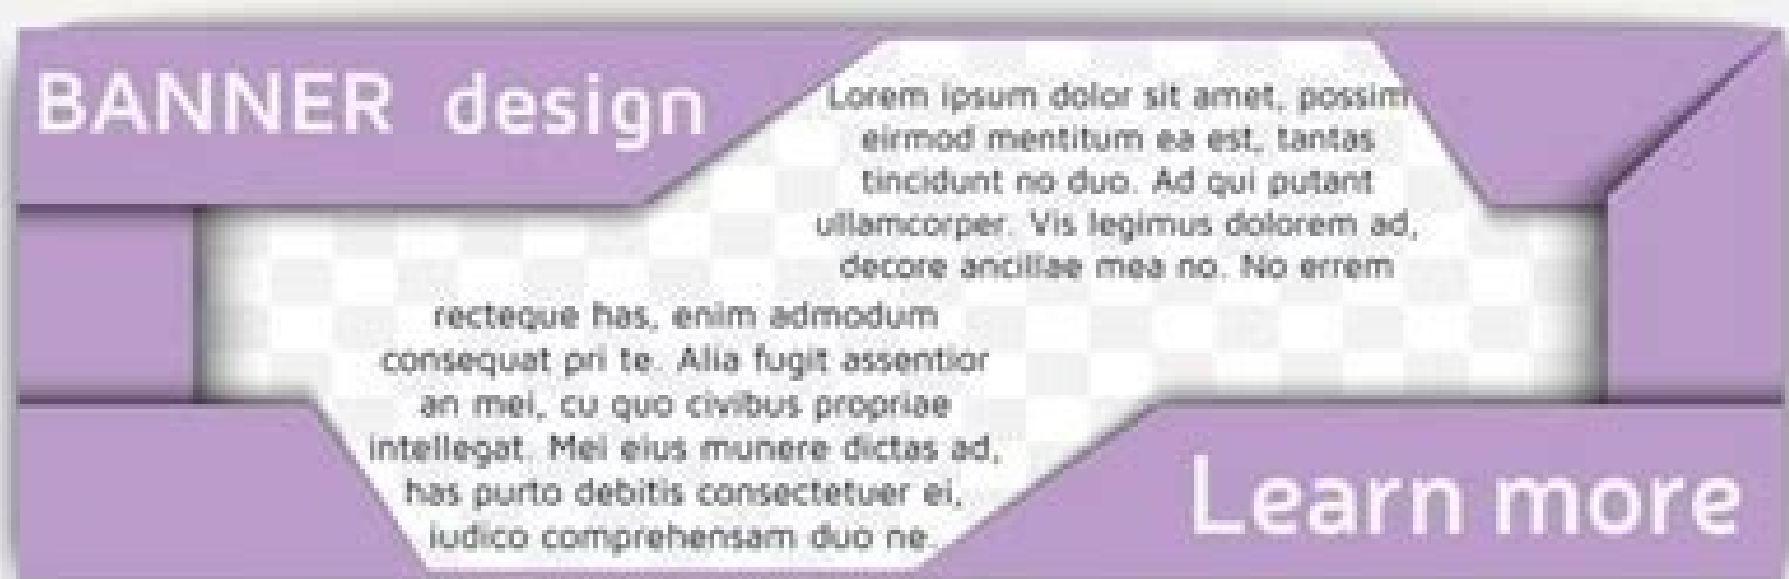 BANNER design
Lorem ipsum dolor sit amet, possim
eirmod mentitum ea est, tantas
tincidunt no duo. Ad qui putant
ullamcorper. Vis legimus dolorem ad,
decore ancillae mea no. No errem
recteque has, enim admodum
consequat pri te. Alia fugit assentior
an mei, cu quo civibus propriae
intellegat. Mei eius munere dictas ad,
has purto debitis consectetuer ei,
iudico comprehensam duo ne.
Learn more